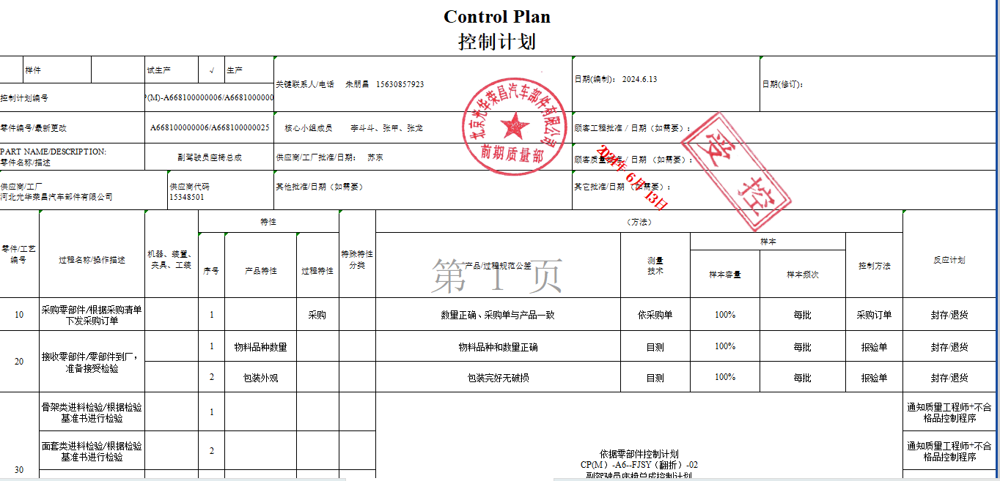 Control Plan
控制计划
样件 试生产 √ 生产
关键联系人/电话 朱朋昌 15630857923
日期(编制): 2024.6.13
日期(修订):
控制计划编号
P(M)-A668100000006/A6681000000
零件编号/最新更改
A668100000006/A668100000025
核心小组成员 李斗斗、张甲、张龙
顾客工程批准/日期(如需要):
PART NAME/DESCRIPTION:
零件名称/描述
副驾驶员座椅总成
供应商/工厂批准/日期: 苏东
顾客质量批准/日期 (如需要):
供应商/工厂
河北光华荣昌汽车部件有限公司
供应商代码
15348501
其他批准/日期(如需要)
其它批准/日期 (如需要):
北京光华荣昌汽车部件有限公司
前期质量部
受控
2024年 6月 13日
零件/工艺
编号
过程名称/操作描述
机器、装置、
夹具、工装
特性
序号
产品特性
过程特性
特殊特性
分类
(方法)
产品/过程规范公差
测量
技术
样本
样本容量
样本频次
控制方法
反应计划
第 1 页
10
采购零部件/根据采购清单
下发采购订单
1
采购
数量正确、采购单与产品一致
依采购单
100%
每批
采购订单
封存/退货
20
接收零部件/零部件到厂,
准备接受检验
1
物料品种数量
物料品种和数量正确
目测
100%
每批
报验单
封存/退货
2
包装外观
包装完好无破损
目测
100%
每批
报验单
封存/退货
30
骨架类进料检验/根据检验
基准书进行检验
1
通知质量工程师+不合
格品控制程序
面套类进料检验/根据检验
基准书进行检验
2
通知质量工程师+不合
格品控制程序
依据零部件控制计划
CP(M)-A6--FJSY(翻折)-02
副驾驶员座椅总成控制计划